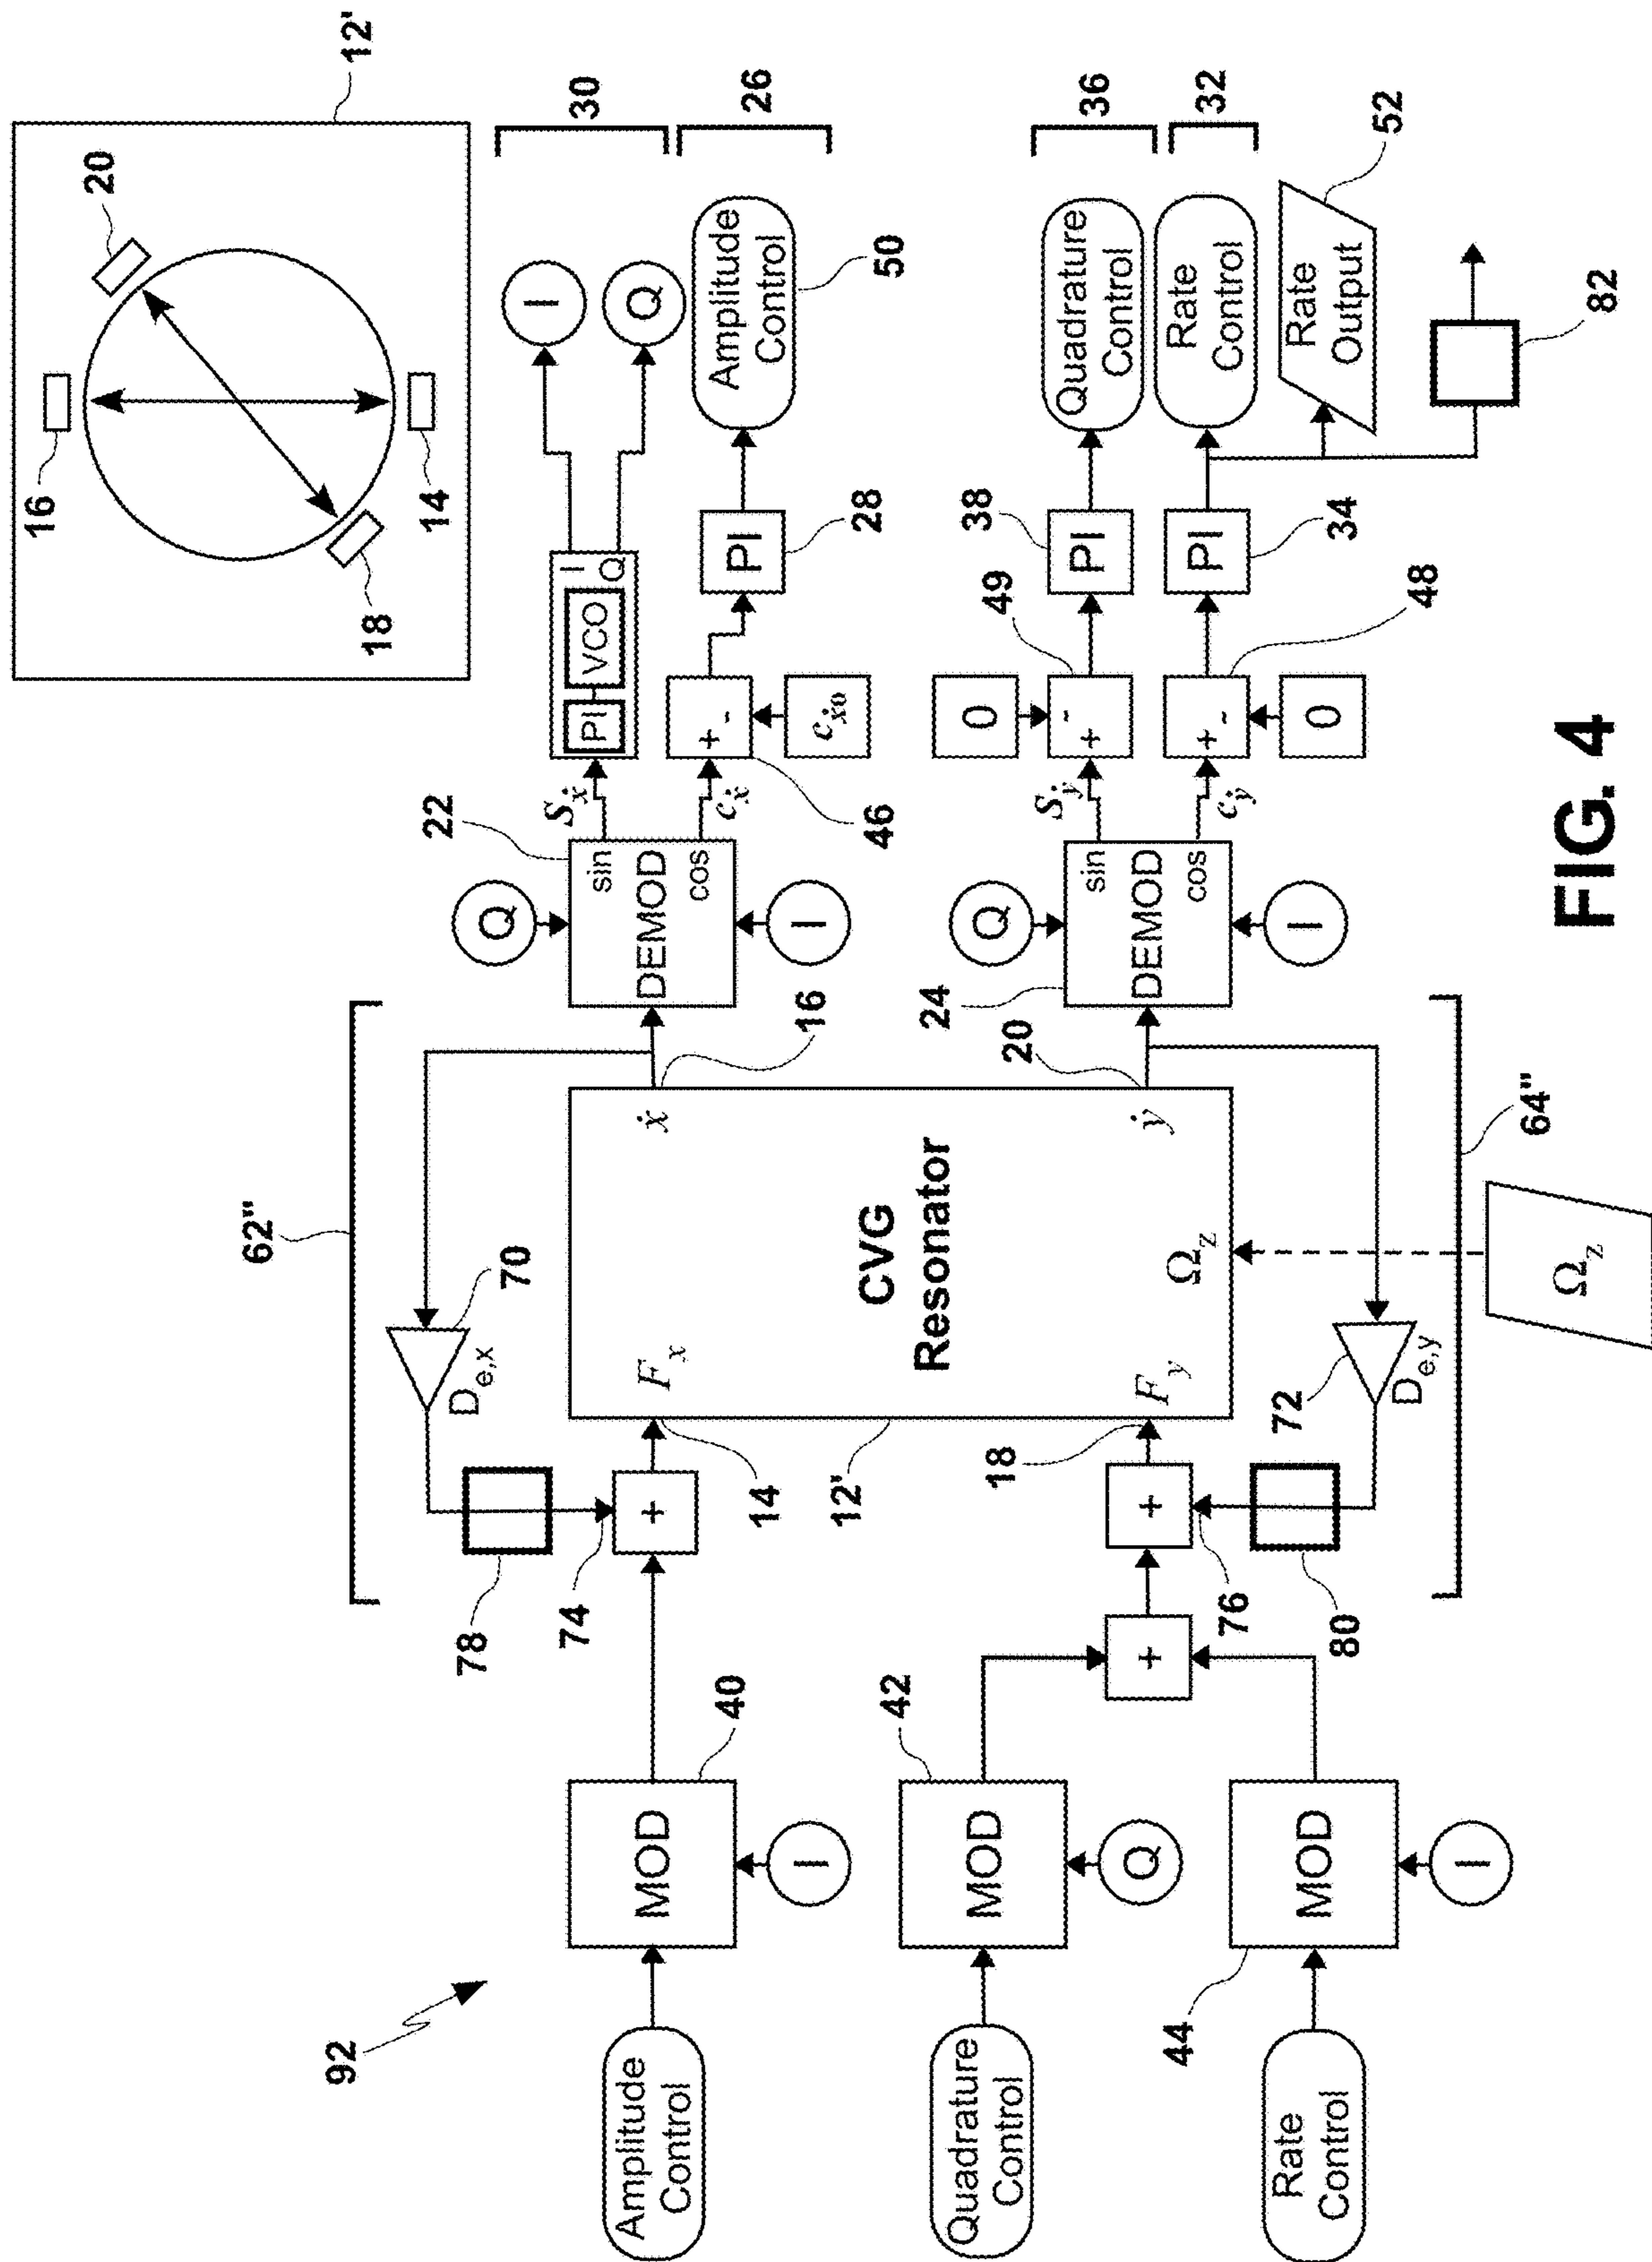 92
62"
70
D e,x
78
74
Amplitude
Control
MOD
40
I
+
F x
14
12'
CVG
Resonator
ẋ
16
Quadrature
Control
MOD
42
Q
+
+
18
F y
Ω z
ẏ
20
Rate
Control
MOD
44
I
76
80
72
D e,y
64"
Ω z
Q
22
DEMOD
sin
cos
I
S ẋ
c ẋ
PI
VCO
I
Q
I
Q
30
+ -
46
c ẋ0
PI
28
Amplitude
Control
50
26
Q
24
DEMOD
sin
cos
I
S ẏ
c ẏ
0
+ -
49
PI
38
Quadrature
Control
36
+ -
48
0
PI
34
Rate
Control
32
Rate
Output
52
82
16
20
18
14
12'
FIG. 4